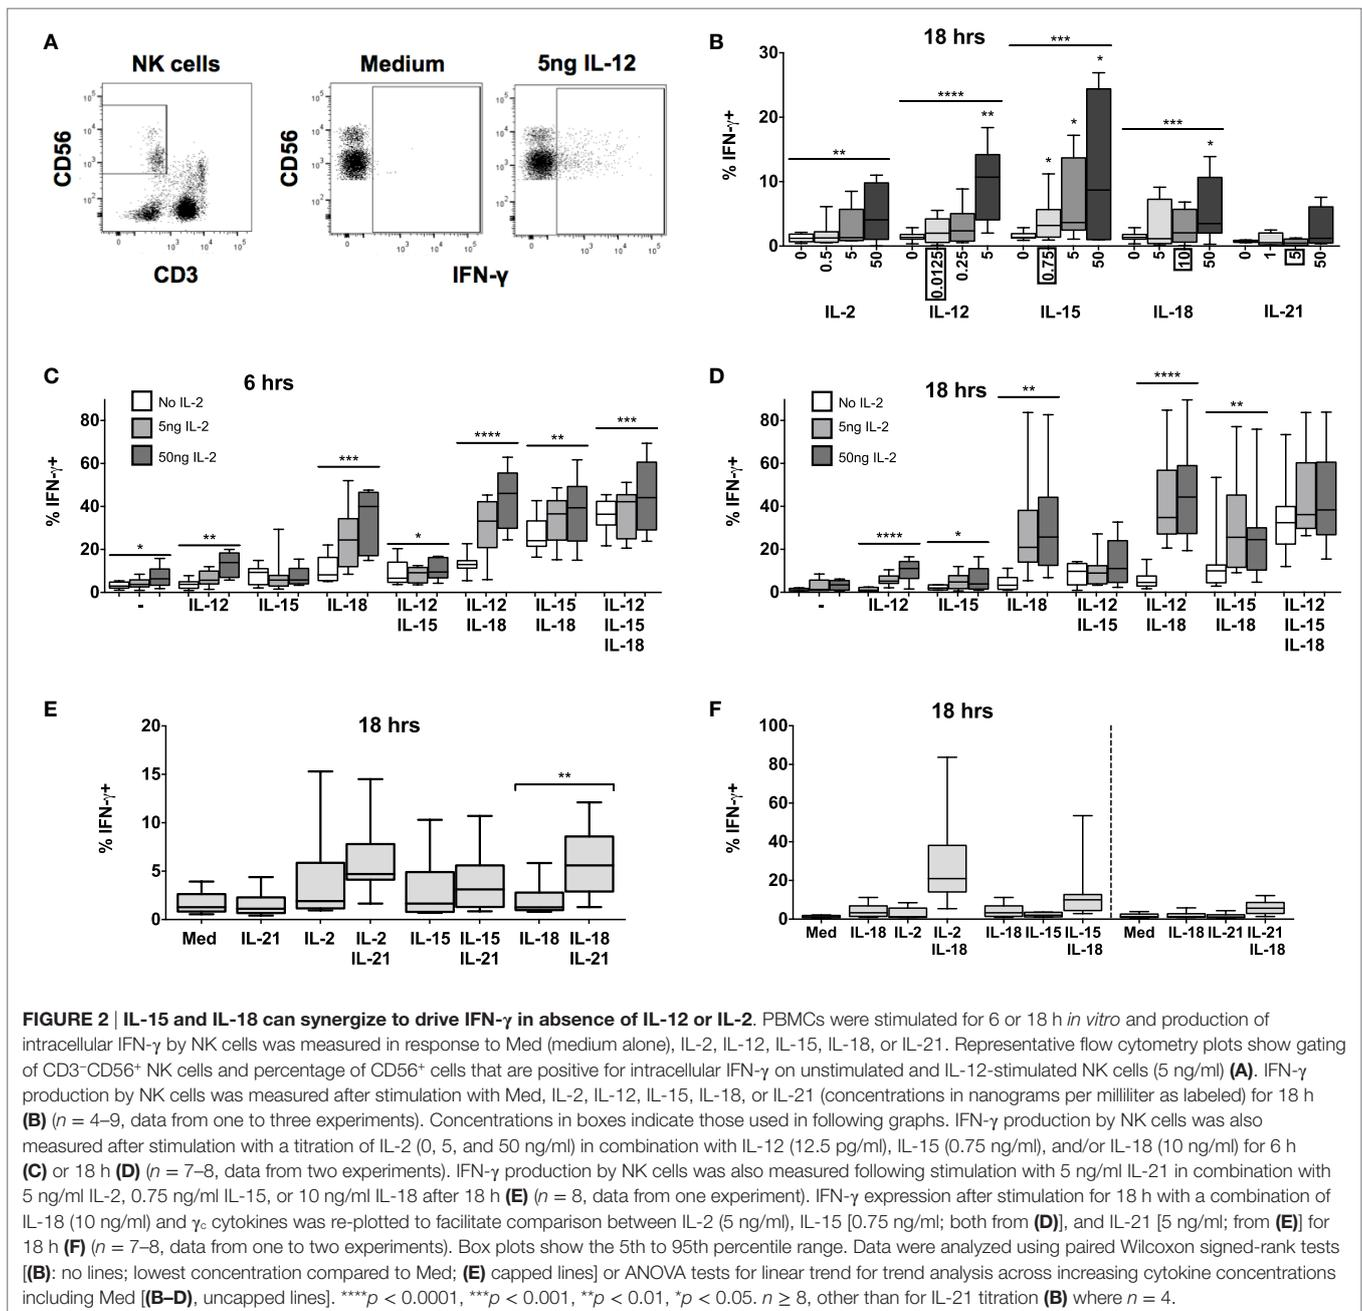 A
NK cells
Medium
5ng IL-12
CD56
10⁵
10⁴
10³
10²
0
10³
10⁴
10⁵
CD3
CD56
10⁵
10⁴
10³
10²
0
10³
10⁴
10⁵
10⁵
10⁴
10³
10²
0
10³
10⁴
10⁵
IFN-γ
B
18 hrs
% IFN-γ+
30
20
10
0
**
****
**
***
* * *
***
*
0 0.5 5 50 0 0.0125 0.25 5 0 0.75 5 50 0 5 10 50 0 1 5 50
IL-2 IL-12 IL-15 IL-18 IL-21
C
6 hrs
No IL-2
5ng IL-2
50ng IL-2
% IFN-γ+
80
60
40
20
0
* ** *** * **** ** ***
- IL-12 IL-15 IL-18 IL-12 IL-12 IL-15 IL-12
IL-15 IL-18 IL-18 IL-15
IL-18
D
18 hrs
No IL-2
5ng IL-2
50ng IL-2
% IFN-γ+
80
60
40
20
0
**** * ** **** **
- IL-12 IL-15 IL-18 IL-12 IL-12 IL-15 IL-12
IL-15 IL-18 IL-18 IL-15
IL-18
E
18 hrs
% IFN-γ+
20
15
10
5
0
**
Med IL-21 IL-2 IL-2 IL-15 IL-15 IL-18 IL-18
IL-21 IL-21 IL-21
F
18 hrs
% IFN-γ+
100
80
60
40
20
0
Med IL-18 IL-2 IL-2 IL-18 IL-15 IL-15 Med IL-18 IL-21 IL-21
IL-18 IL-18 IL-18
FIGURE 2 | IL-15 and IL-18 can synergize to drive IFN-γ in absence of IL-12 or IL-2. PBMCs were stimulated for 6 or 18 h in vitro and production of
intracellular IFN-γ by NK cells was measured in response to Med (medium alone), IL-2, IL-12, IL-15, IL-18, or IL-21. Representative flow cytometry plots show gating
of CD3⁻CD56⁺ NK cells and percentage of CD56⁺ cells that are positive for intracellular IFN-γ on unstimulated and IL-12-stimulated NK cells (5 ng/ml) (A). IFN-γ
production by NK cells was measured after stimulation with Med, IL-2, IL-12, IL-15, IL-18, or IL-21 (concentrations in nanograms per milliliter as labeled) for 18 h
(B) (n = 4–9, data from one to three experiments). Concentrations in boxes indicate those used in following graphs. IFN-γ production by NK cells was also
measured after stimulation with a titration of IL-2 (0, 5, and 50 ng/ml) in combination with IL-12 (12.5 pg/ml), IL-15 (0.75 ng/ml), and/or IL-18 (10 ng/ml) for 6 h
(C) or 18 h (D) (n = 7–8, data from two experiments). IFN-γ production by NK cells was also measured following stimulation with 5 ng/ml IL-21 in combination with
5 ng/ml IL-2, 0.75 ng/ml IL-15, or 10 ng/ml IL-18 after 18 h (E) (n = 8, data from one experiment). IFN-γ expression after stimulation for 18 h with a combination of
IL-18 (10 ng/ml) and γc cytokines was re-plotted to facilitate comparison between IL-2 (5 ng/ml), IL-15 [0.75 ng/ml; both from (D)], and IL-21 [5 ng/ml; from (E)] for
18 h (F) (n = 7–8, data from one to two experiments). Box plots show the 5th to 95th percentile range. Data were analyzed using paired Wilcoxon signed-rank tests
[(B): no lines; lowest concentration compared to Med; (E) capped lines] or ANOVA tests for linear trend for trend analysis across increasing cytokine concentrations
including Med [(B–D), uncapped lines]. ****p < 0.0001, ***p < 0.001, **p < 0.01, *p < 0.05. n ≥ 8, other than for IL-21 titration (B) where n = 4.